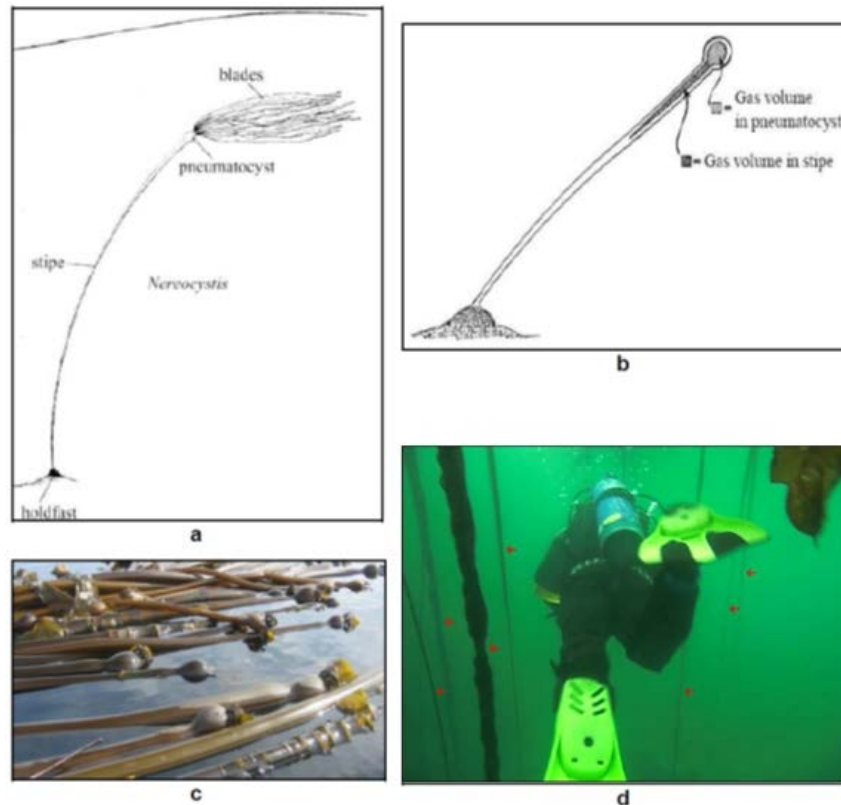 blades
pneumatocyst
stipe
Nereocystis
holdfast
a
= Gas volume
in pneumatocyst
= Gas volume in stipe
b
c
d